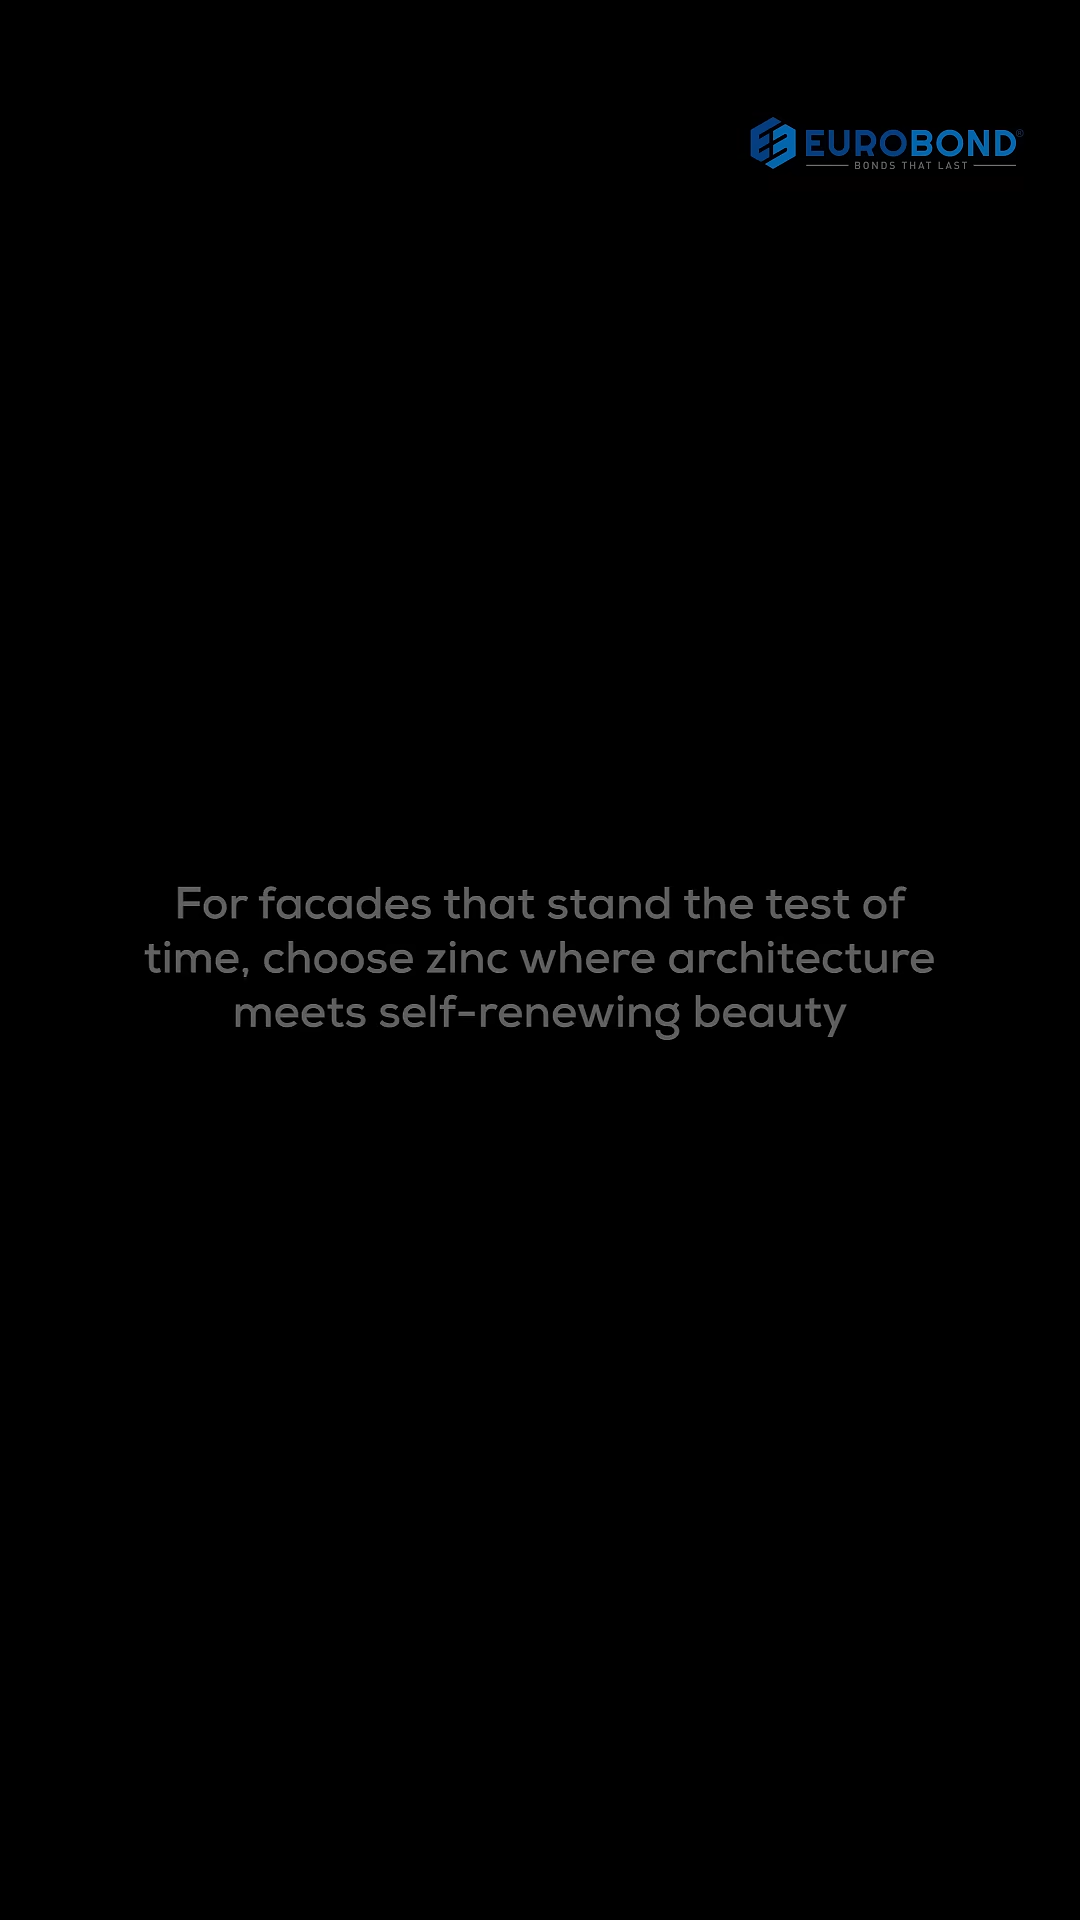 EUROBOND®
BONDS THAT LAST
For facades that stand the test of
time, choose zinc where architecture
meets self-renewing beauty